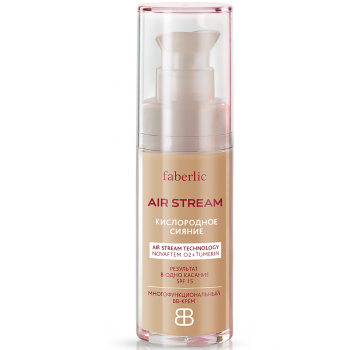 faberlic
AIR STREAM
КИСЛОРОДНОЕ
СИЯНИЕ
AIR STREAM TECHNOLOGY
NOVAFTEM O2+TUMERIN
РЕЗУЛЬТАТ
В ОДНО КАСАНИЕ
SPF 15
МНОГОФУНКЦИОНАЛЬНЫЙ
BB-КРЕМ
BB